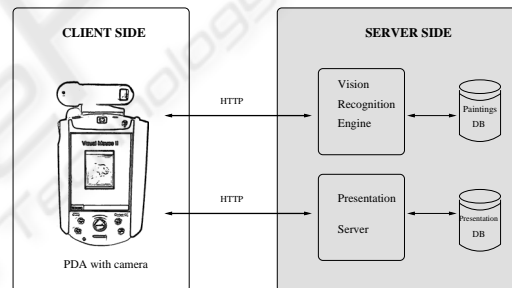 CLIENT SIDE
SERVER SIDE
HTTP
Vision
Recognition
Engine
Paintings
DB
HTTP
Presentation
Server
Presentation
DB
PDA with camera